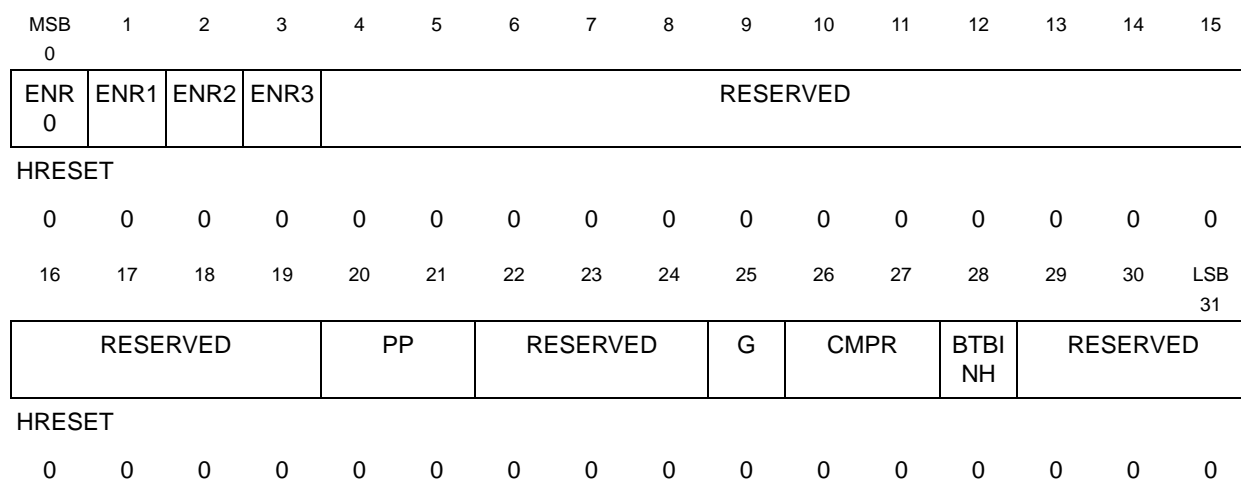 MSB 1 2 3 4 5 6 7 8 9 10 11 12 13 14 15
0
ENR ENR1 ENR2 ENR3 RESERVED
0
HRESET
0 0 0 0 0 0 0 0 0 0 0 0 0 0 0 0
16 17 18 19 20 21 22 23 24 25 26 27 28 29 30 LSB
31
RESERVED PP RESERVED G CMPR BTBI RESERVED
NH
HRESET
0 0 0 0 0 0 0 0 0 0 0 0 0 0 0 0